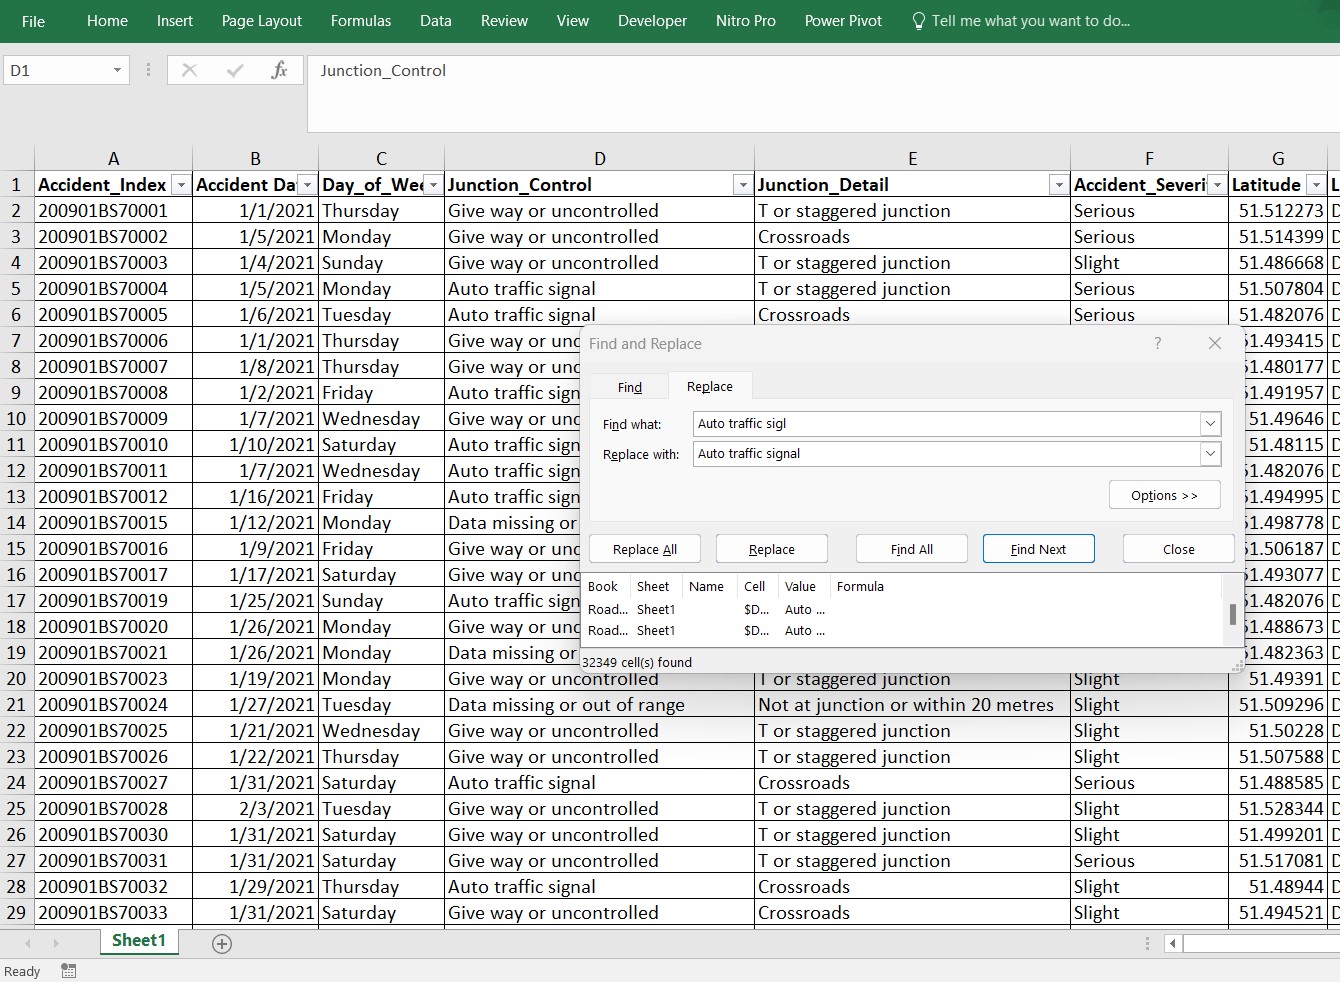 File Home Insert Page Layout Formulas Data Review View Developer Nitro Pro Power Pivot Tell me what you want to do...
D1 fx Junction_Control
A B C D E F G
1 Accident_Index Accident Da Day_of_We Junction_Control Junction_Detail Accident_Severi Latitude L
2 200901BS70001 1/1/2021 Thursday Give way or uncontrolled T or staggered junction Serious 51.512273 D
3 200901BS70002 1/5/2021 Monday Give way or uncontrolled Crossroads Serious 51.514399 D
4 200901BS70003 1/4/2021 Sunday Give way or uncontrolled T or staggered junction Slight 51.486668 D
5 200901BS70004 1/5/2021 Monday Auto traffic signal T or staggered junction Serious 51.507804 D
6 200901BS70005 1/6/2021 Tuesday Auto traffic signal Crossroads Serious 51.482076 D
7 200901BS70006 1/1/2021 Thursday Give way or unc 51.493415 D
8 200901BS70007 1/8/2021 Thursday Give way or unc 51.480177 D
9 200901BS70008 1/2/2021 Friday Auto traffic sign 51.491957 D
10 200901BS70009 1/7/2021 Wednesday Give way or unc 51.49646 D
11 200901BS70010 1/10/2021 Saturday Auto traffic sign 51.48115 D
12 200901BS70011 1/7/2021 Wednesday Auto traffic sign 51.482076 D
13 200901BS70012 1/16/2021 Friday Auto traffic sign 51.494995 D
14 200901BS70015 1/12/2021 Monday Data missing or 51.498778 D
15 200901BS70016 1/9/2021 Friday Give way or unc 51.506187 D
16 200901BS70017 1/17/2021 Saturday Give way or unc 51.493077 D
17 200901BS70019 1/25/2021 Sunday Auto traffic sign 51.482076 D
18 200901BS70020 1/26/2021 Monday Give way or unc 51.488673 D
19 200901BS70021 1/26/2021 Monday Data missing or 51.482363 D
20 200901BS70023 1/19/2021 Monday Give way or uncontrolled T or staggered junction Slight 51.49391 D
21 200901BS70024 1/27/2021 Tuesday Data missing or out of range Not at junction or within 20 metres Slight 51.509296 D
22 200901BS70025 1/21/2021 Wednesday Give way or uncontrolled T or staggered junction Slight 51.50228 D
23 200901BS70026 1/22/2021 Thursday Give way or uncontrolled T or staggered junction Slight 51.507588 D
24 200901BS70027 1/31/2021 Saturday Auto traffic signal Crossroads Serious 51.488585 D
25 200901BS70028 2/3/2021 Tuesday Give way or uncontrolled T or staggered junction Slight 51.528344 D
26 200901BS70030 1/31/2021 Saturday Give way or uncontrolled T or staggered junction Slight 51.499201 D
27 200901BS70031 1/31/2021 Saturday Give way or uncontrolled T or staggered junction Serious 51.517081 D
28 200901BS70032 1/29/2021 Thursday Auto traffic signal Crossroads Slight 51.48944 D
29 200901BS70033 1/31/2021 Saturday Give way or uncontrolled Crossroads Slight 51.494521 D
Find and Replace ?
Find Replace
Find what: Auto traffic sigl
Replace with: Auto traffic signal
Options >>
Replace All Replace Find All Find Next Close
Book Sheet Name Cell Value Formula
Road... Sheet1 $D... Auto ...
Road... Sheet1 $D... Auto ...
32349 cell(s) found
Sheet1
Ready